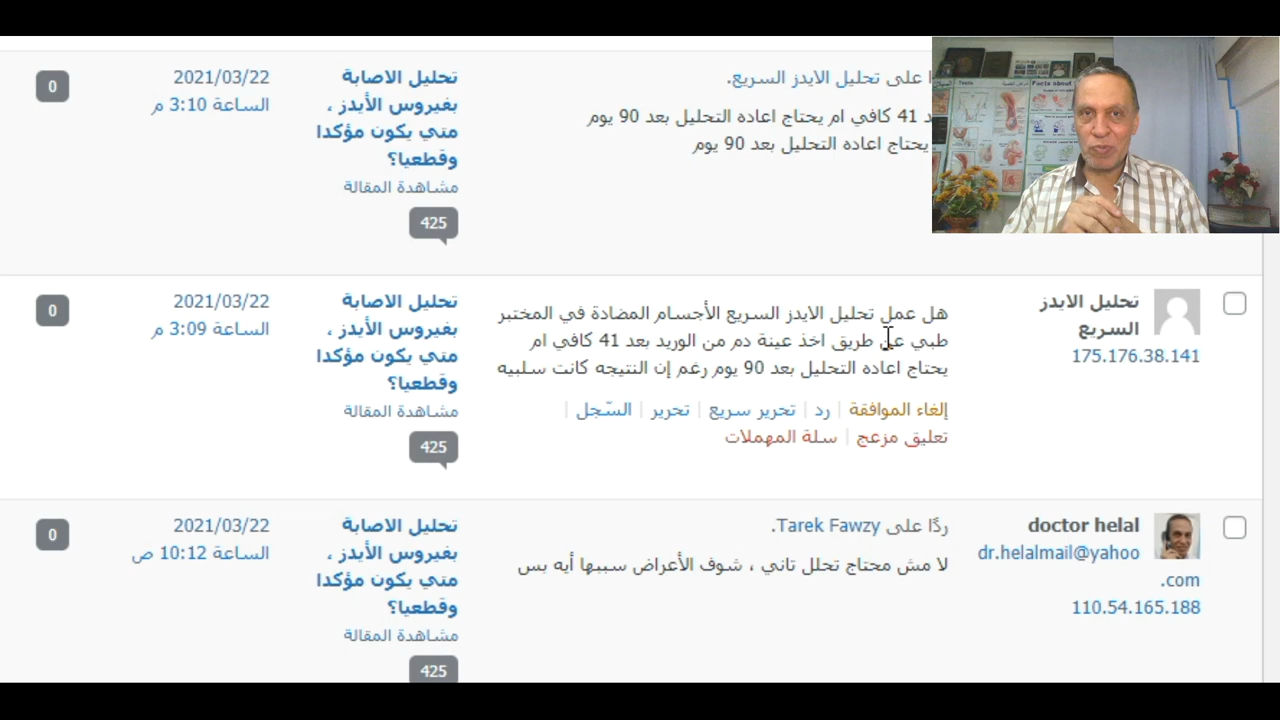 ا على تحليل الايدز السريع.
د 41 كافي ام يحتاج اعاده التحليل بعد 90 يوم
يحتاج اعاده التحليل بعد 90 يوم
تحليل الاصابة
بفيروس الأيدز ،
متي يكون مؤكدا
وقطعيا؟
مشاهدة المقالة
425
2021/03/22
الساعة 3:10 م
0
تحليل الايدز
السريع
175.176.38.141
هل عمل تحليل الايدز السريع الأجسام المضادة في المختبر
طبي عن طريق اخذ عينة دم من الوريد بعد 41 كافي ام
يحتاج اعاده التحليل بعد 90 يوم رغم إن النتيجه كانت سلبيه
إلغاء الموافقة | رد | تحرير سريع | تحرير | السّجل |
تعليق مزعج | سلة المهملات
تحليل الاصابة
بفيروس الأيدز ،
متي يكون مؤكدا
وقطعيا؟
مشاهدة المقالة
425
2021/03/22
الساعة 3:09 م
0
doctor helal
dr.helalmail@yahoo
.com
110.54.165.188
ردًا على Tarek Fawzy.
لا مش محتاج تحلل تاني ، شوف الأعراض سببها أيه بس
تحليل الاصابة
بفيروس الأيدز ،
متي يكون مؤكدا
وقطعيا؟
مشاهدة المقالة
425
2021/03/22
الساعة 10:12 ص
0